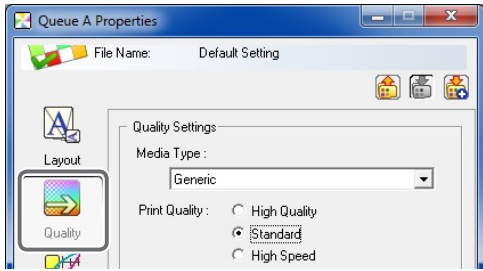 Queue A Properties
File Name: Default Setting
Layout
Quality
Quality Settings
Media Type :
Generic
Print Quality : High Quality
Standard
High Speed